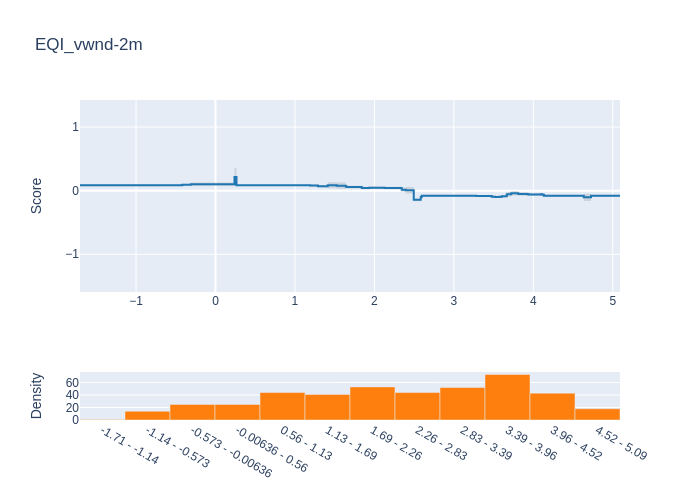 EQI_vwnd-2m
Score
1
0
−1
−1
0
1
2
3
4
5
Density
60
40
20
0
-1.71 - -1.14
-1.14 - -0.573
-0.573 - -0.00636
-0.00636 - 0.56
0.56 - 1.13
1.13 - 1.69
1.69 - 2.26
2.26 - 2.83
2.83 - 3.39
3.39 - 3.96
3.96 - 4.52
4.52 - 5.09